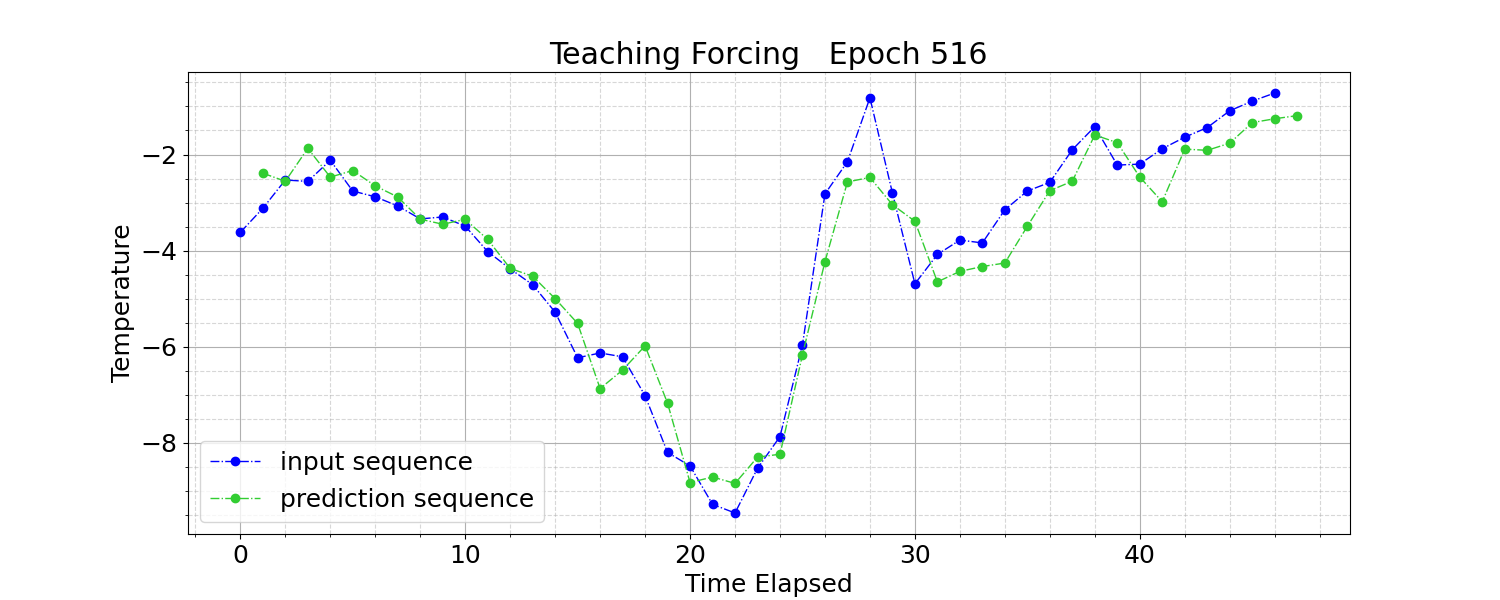 Teaching Forcing   Epoch 516
Temperature
−2
−4
−6
−8
input sequence
prediction sequence
0 10 20 30 40
Time Elapsed